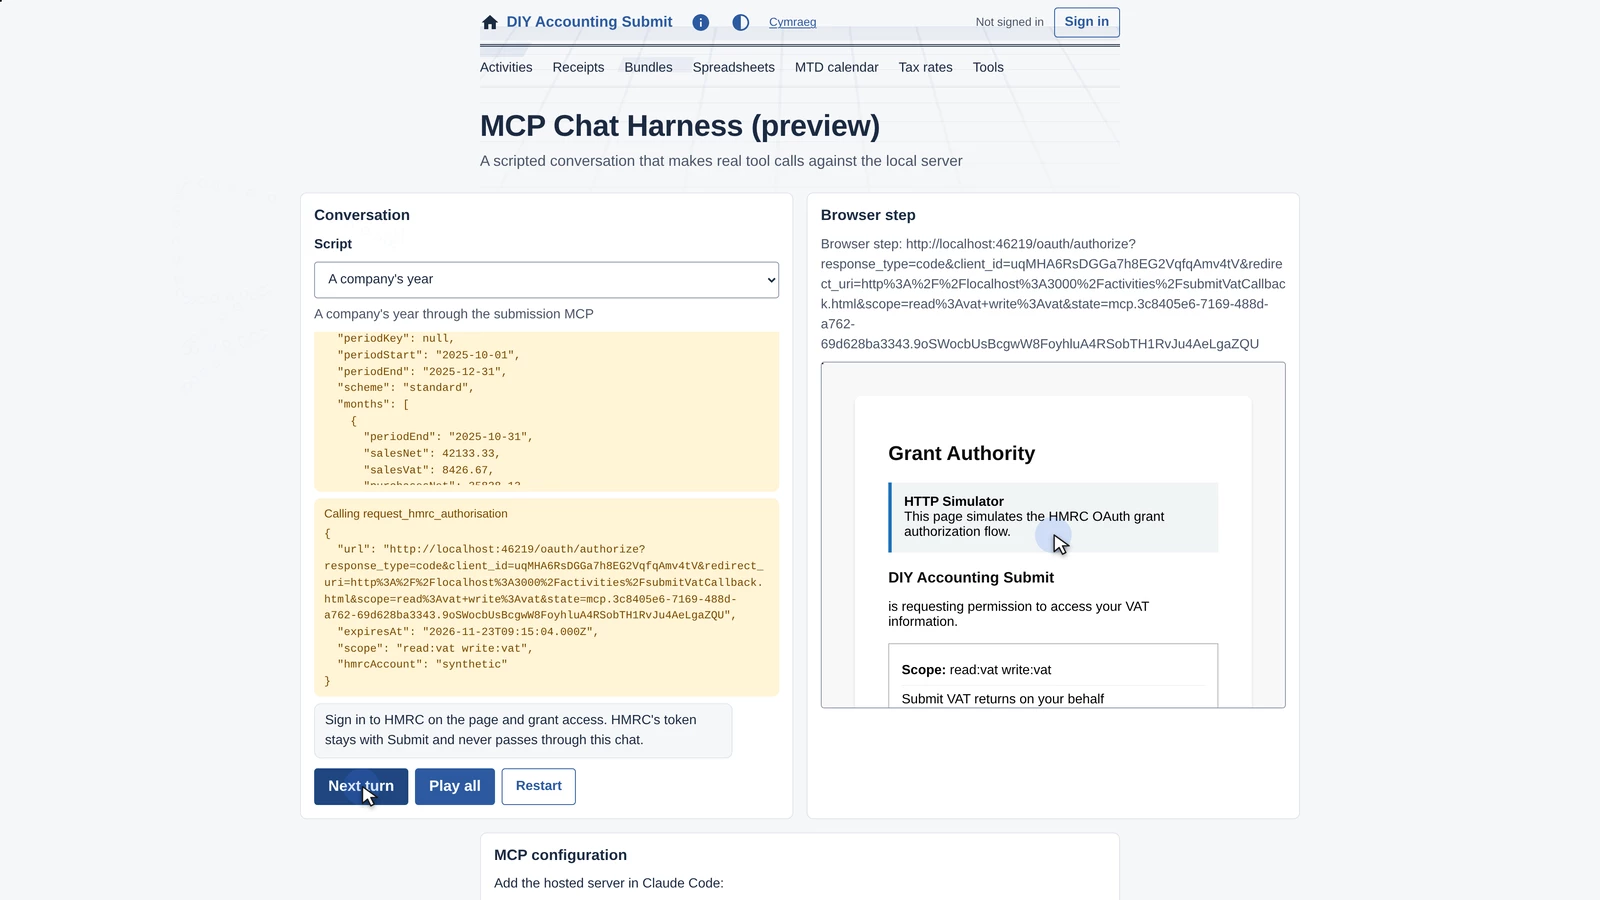 DIY Accounting Submit
Cymraeg
Not signed in
Sign in
Activities
Receipts
Bundles
Spreadsheets
MTD calendar
Tax rates
Tools
MCP Chat Harness (preview)
A scripted conversation that makes real tool calls against the local server
Conversation
Script
A company's year
A company's year through the submission MCP
"periodKey": null,
"periodStart": "2025-10-01",
"periodEnd": "2025-12-31",
"scheme": "standard",
"months": [
{
"periodEnd": "2025-10-31",
"salesNet": 42133.33,
"salesVat": 8426.67,
Calling request_hmrc_authorisation
{
"url": "http://localhost:46219/oauth/authorize?
response_type=code&client_id=uqMHA6RsDGGa7h8EG2VqfqAmv4tV&redirect_
uri=http%3A%2F%2Flocalhost%3A3000%2Factivities%2FsubmitVatCallback.
html&scope=read%3Avat+write%3Avat&state=mcp.3c8405e6-7169-488d-
a762-69d628ba3343.9oSWocbUsBcgwW8FoyhluA4RSobTH1RvJu4AeLgaZQU",
"expiresAt": "2026-11-23T09:15:04.000Z",
"scope": "read:vat write:vat",
"hmrcAccount": "synthetic"
}
Sign in to HMRC on the page and grant access. HMRC's token
stays with Submit and never passes through this chat.
Next turn
Play all
Restart
Browser step
Browser step: http://localhost:46219/oauth/authorize?
response_type=code&client_id=uqMHA6RsDGGa7h8EG2VqfqAmv4tV&redire
ct_uri=http%3A%2F%2Flocalhost%3A3000%2Factivities%2FsubmitVatCallbac
k.html&scope=read%3Avat+write%3Avat&state=mcp.3c8405e6-7169-488d-
a762-
69d628ba3343.9oSWocbUsBcgwW8FoyhluA4RSobTH1RvJu4AeLgaZQU
Grant Authority
HTTP Simulator
This page simulates the HMRC OAuth grant
authorization flow.
DIY Accounting Submit
is requesting permission to access your VAT
information.
Scope: read:vat write:vat
Submit VAT returns on your behalf
MCP configuration
Add the hosted server in Claude Code: